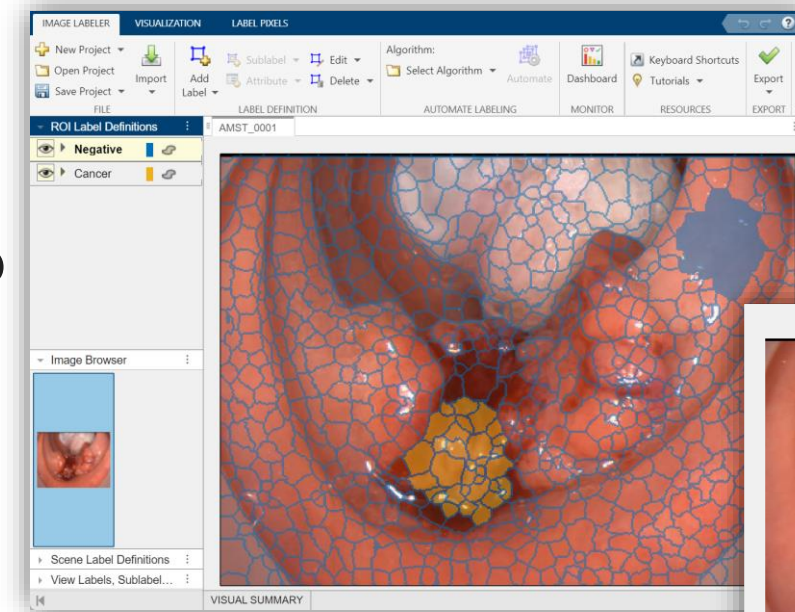 IMAGE LABELER VISUALIZATION LABEL PIXELS
New Project
Open Project
Save Project
Import
FILE
Add Label
Sublabel
Attribute
Edit
Delete
LABEL DEFINITION
Algorithm:
Select Algorithm
Automate
AUTOMATE LABELING
Dashboard
MONITOR
Keyboard Shortcuts
Tutorials
RESOURCES
Export
EXPORT
ROI Label Definitions
Negative
Cancer
AMST_0001
Image Browser
Scene Label Definitions
View Labels, Sublabel...
VISUAL SUMMARY
)